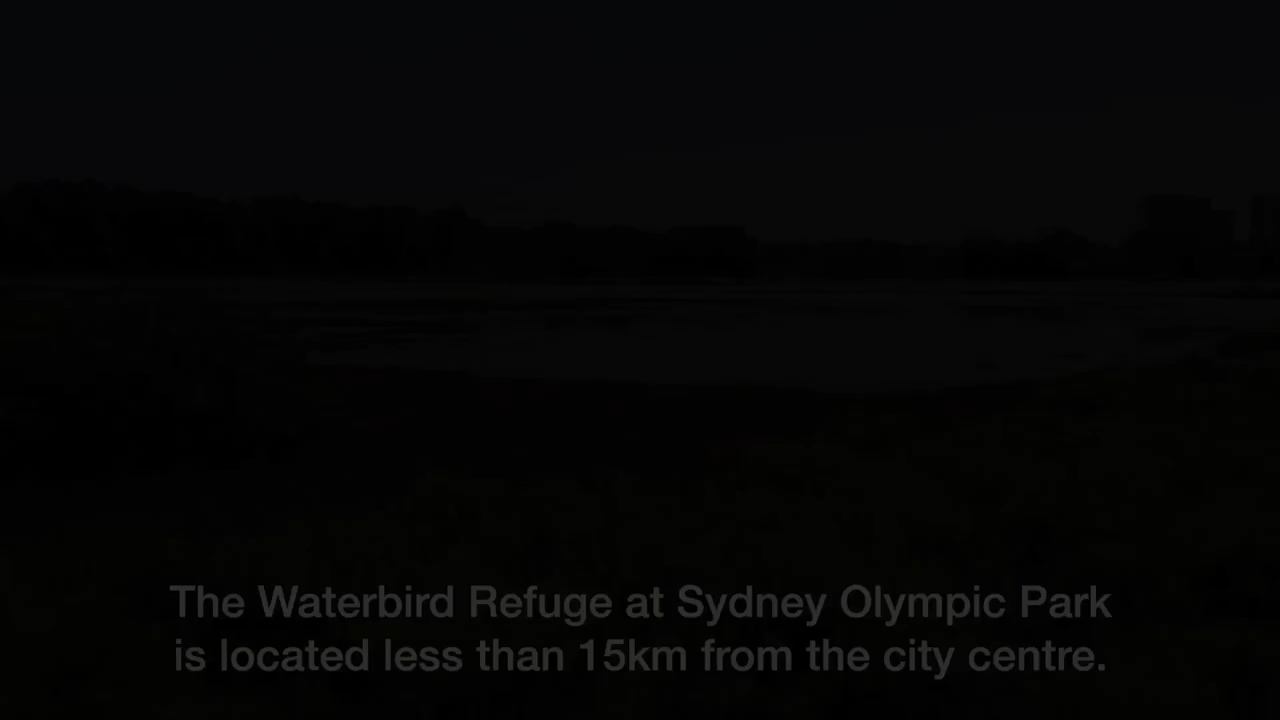 The Waterbird Refuge at Sydney Olympic Park
is located less than 15km from the city centre.